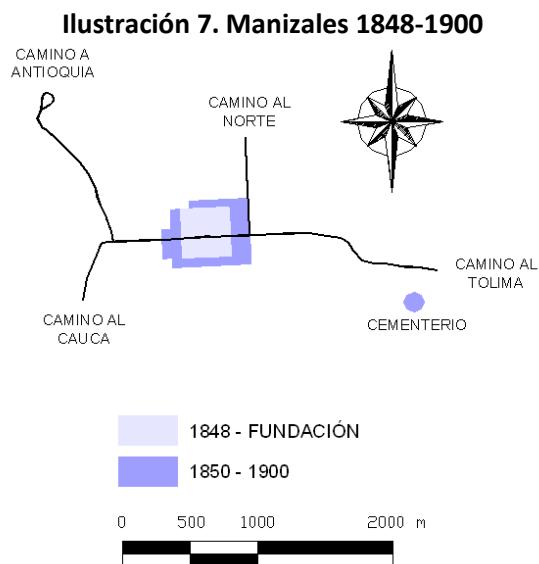 Ilustración 7. Manizales 1848-1900
CAMINO A
ANTIOQUIA
CAMINO AL
NORTE
CAMINO AL
TOLIMA
CEMENTERIO
CAMINO AL
CAUCA
1848 - FUNDACIÓN
1850 - 1900
0 500 1000 2000 m